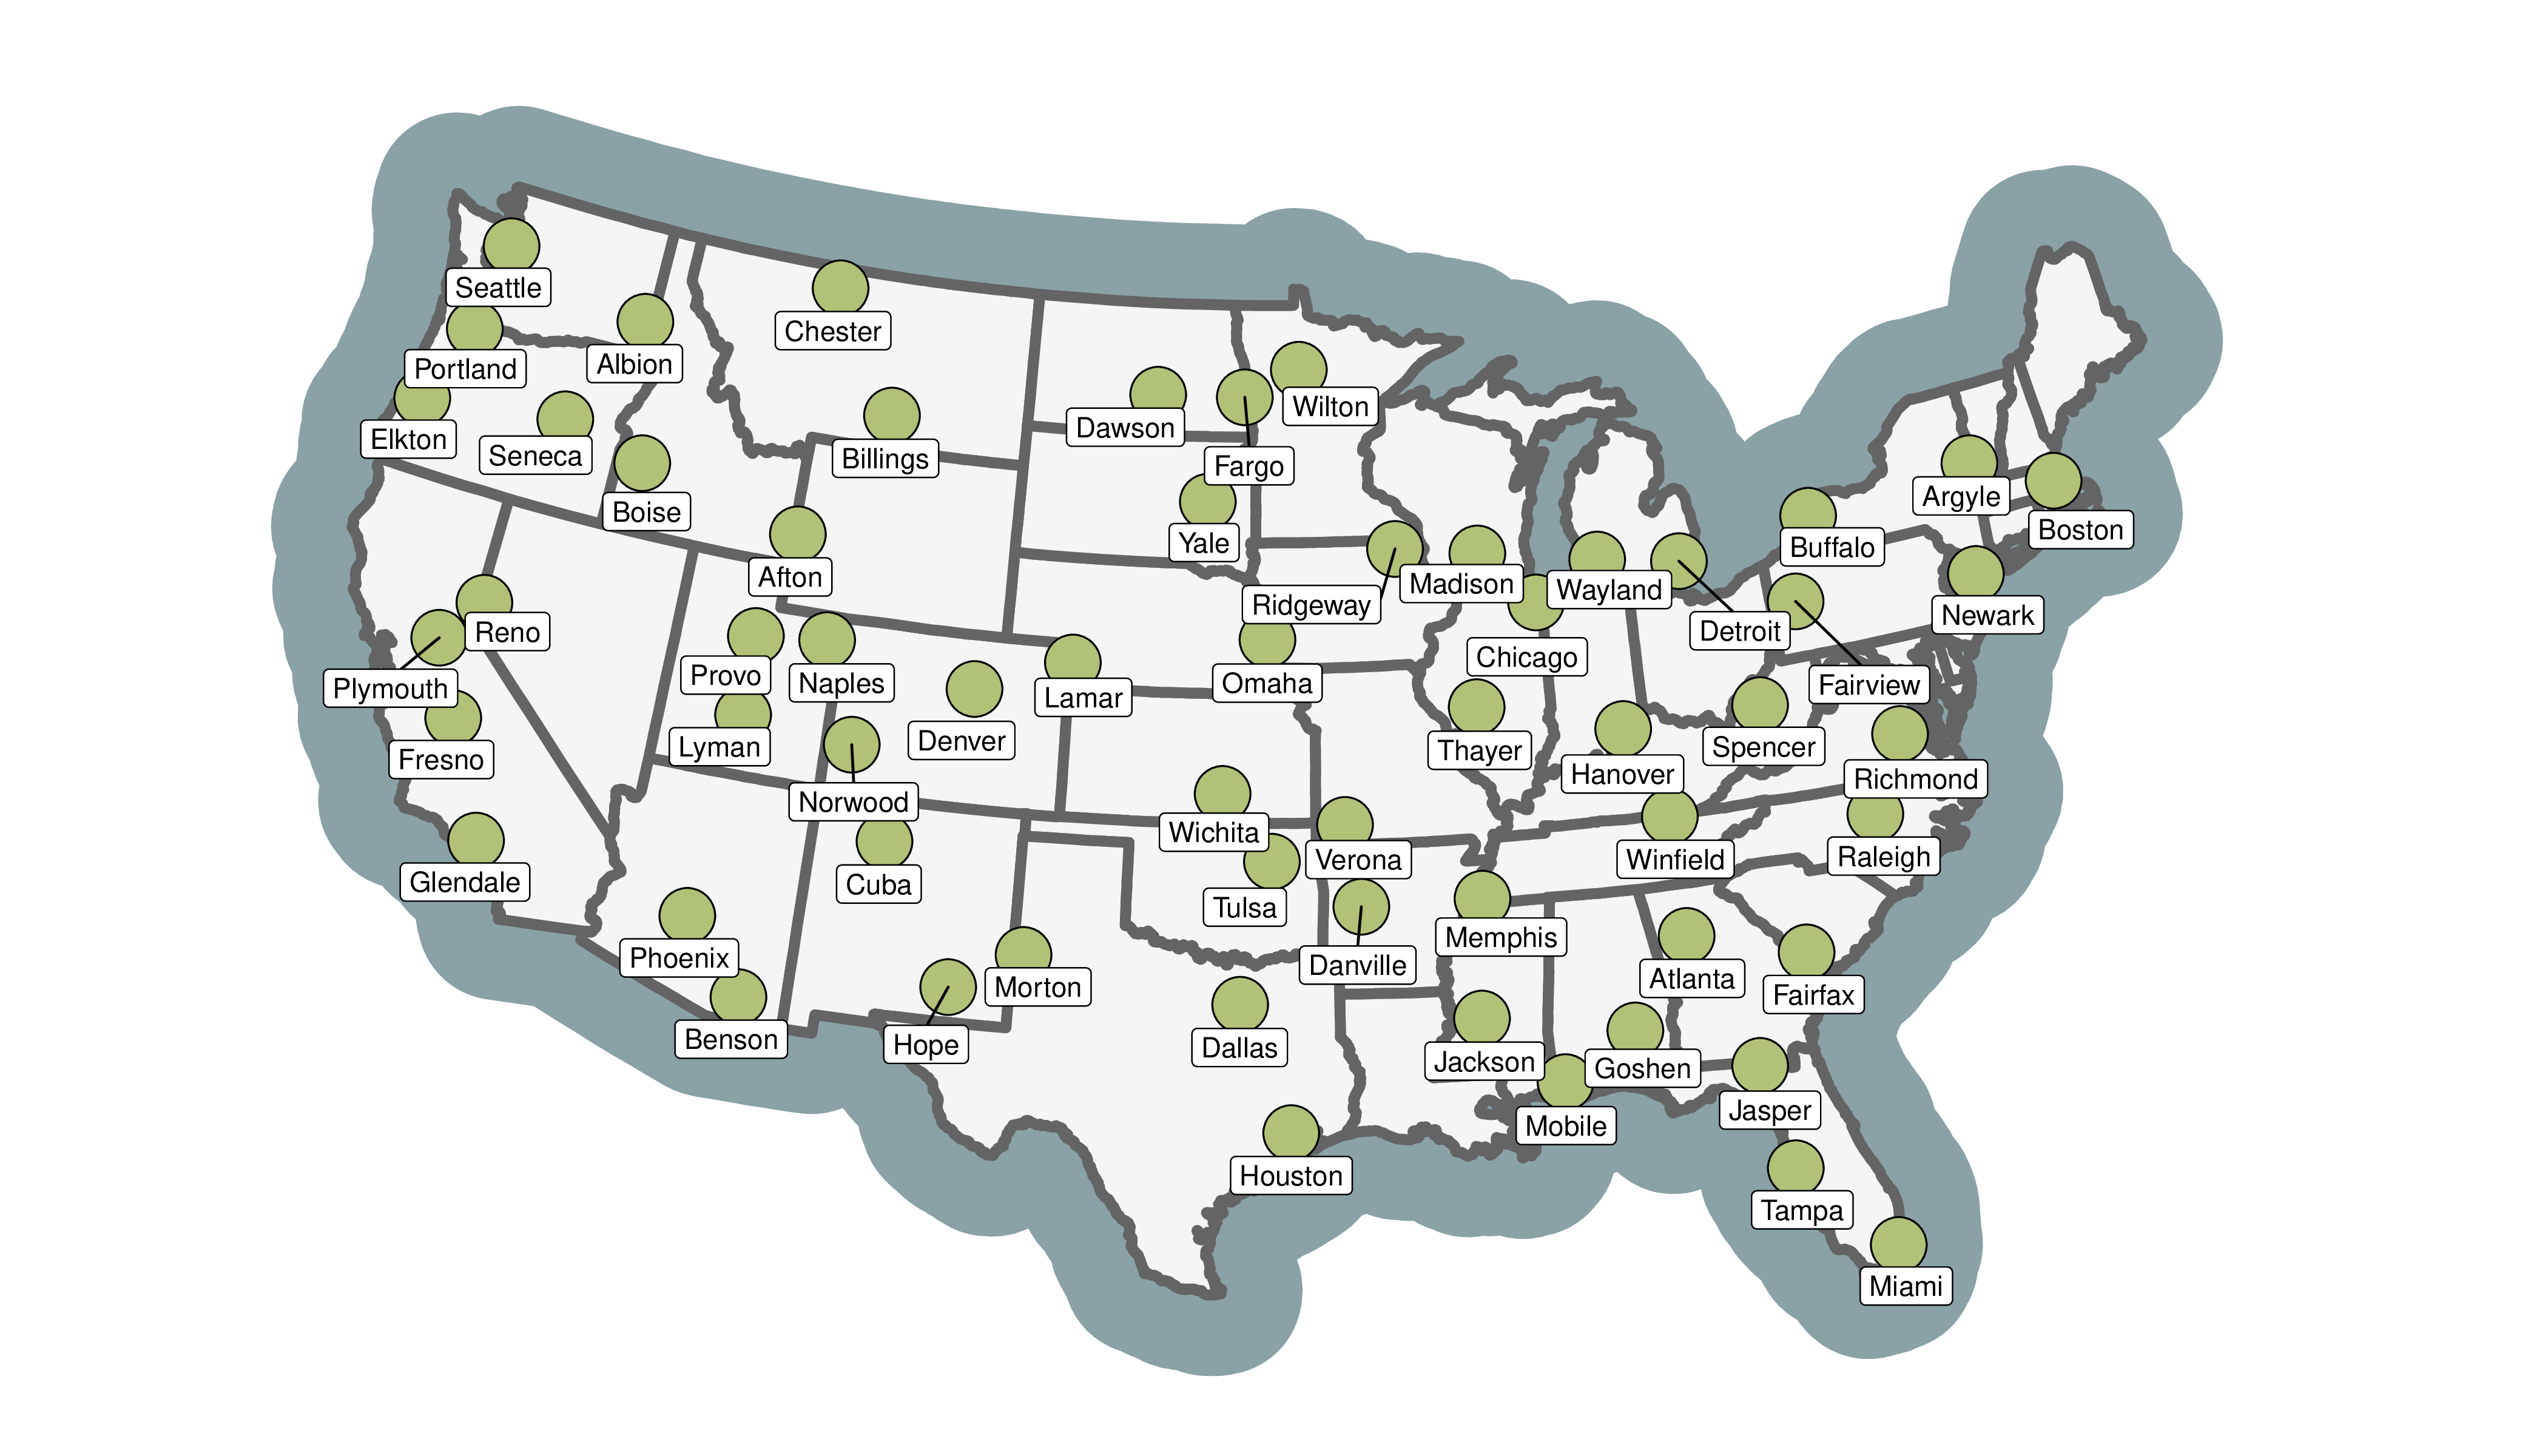 Seattle
Chester
Portland
Albion
Wilton
Dawson
Elkton
Seneca
Billings
Fargo
Argyle
Boise
Boston
Yale
Buffalo
Afton
Madison
Wayland
Ridgeway
Newark
Reno
Detroit
Chicago
Provo
Naples
Omaha
Fairview
Plymouth
Lamar
Denver
Lyman
Spencer
Thayer
Fresno
Hanover
Richmond
Norwood
Wichita
Verona
Winfield
Raleigh
Glendale
Cuba
Tulsa
Memphis
Phoenix
Danville
Atlanta
Morton
Fairfax
Benson
Hope
Dallas
Jackson
Goshen
Jasper
Mobile
Houston
Tampa
Miami